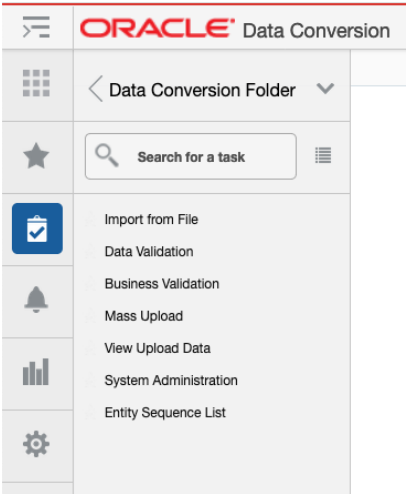 ORACLE Data Conversion
Data Conversion Folder
Search for a task
Import from File
Data Validation
Business Validation
Mass Upload
View Upload Data
System Administration
Entity Sequence List